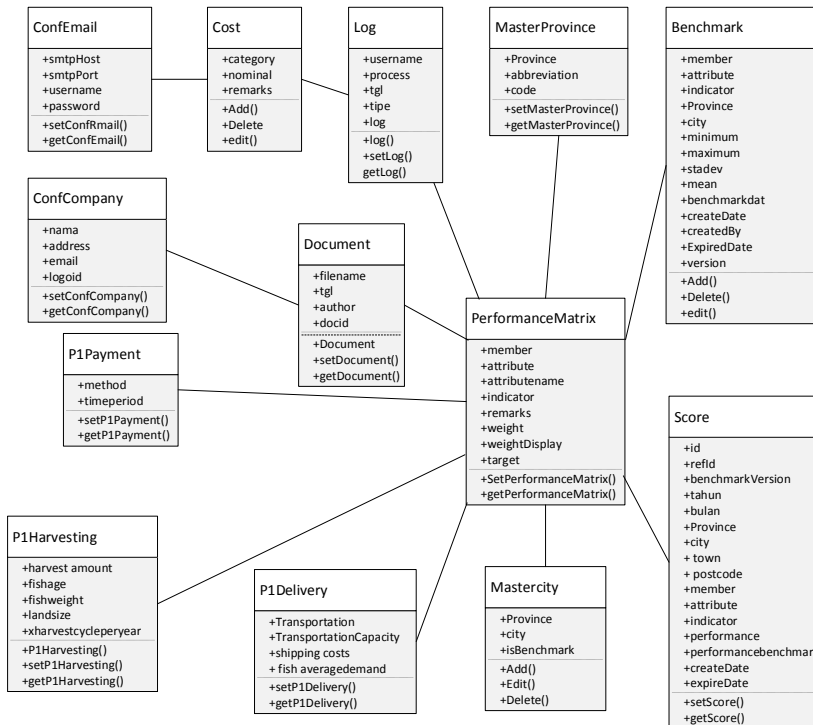 ConfEmail
+smtpHost
+smtpPort
+username
+password
+setConfRmail()
+getConfEmail()
Cost
+category
+nominal
+remarks
+Add()
+Delete
+edit()
Log
+username
+process
+tgl
+tipe
+log
+log()
+setLog()
getLog()
MasterProvince
+Province
+abbreviation
+code
+setMasterProvince()
+getMasterProvince()
Benchmark
+member
+attribute
+indicator
+Province
+city
+minimum
+maximum
+stadev
+mean
+benchmarkdat
+createDate
+createdBy
+ExpiredDate
+version
+Add()
+Delete()
+edit()
ConfCompany
+nama
+address
+email
+logoid
+setConfCompany()
+getConfCompany()
Document
+filename
+tgl
+author
+docid
+Document
+setDocument()
+getDocument()
PerformanceMatrix
+member
+attribute
+attributename
+indicator
+remarks
+weight
+weightDisplay
+target
+SetPerformanceMatrix()
+getPerformanceMatrix()
P1Payment
+method
+timeperiod
+setP1Payment()
+getP1Payment()
Score
+id
+refId
+benchmarkVersion
+tahun
+bulan
+Province
+city
+ town
+ postcode
+member
+attribute
+indicator
+performance
+performancebenchmark
+createDate
+expireDate
+setScore()
+getScore()
P1Harvesting
+harvest amount
+fishage
+fishweight
+landsize
+xharvestcycleperyear
+P1Harvesting()
+setP1Harvesting()
+getP1Harvesting()
P1Delivery
+Transportation
+TransportationCapacity
+shipping costs
+ fish averagedemand
+setP1Delivery()
+getP1Delivery()
Mastercity
+Province
+city
+isBenchmark
+Add()
+Edit()
+Delete()